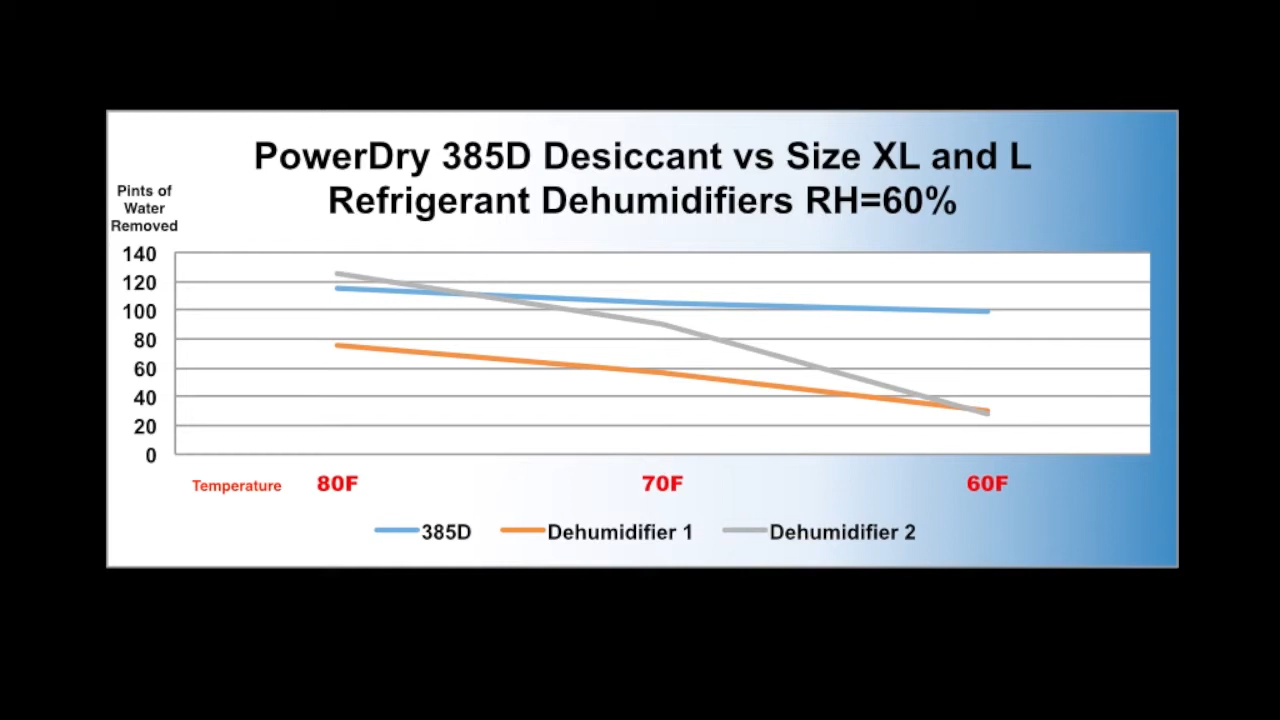 PowerDry 385D Desiccant vs Size XL and L
Refrigerant Dehumidifiers RH=60%
Pints of
Water
Removed
140
120
100
80
60
40
20
0
Temperature 80F 70F 60F
385D Dehumidifier 1 Dehumidifier 2